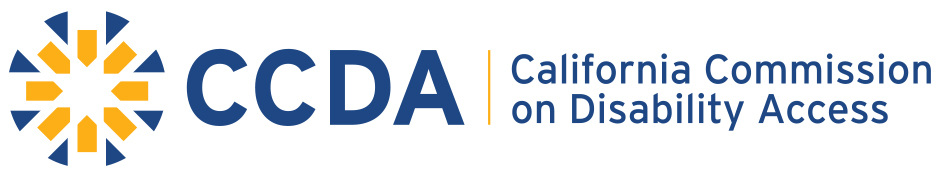 CCDA
California Commission
on Disability Access